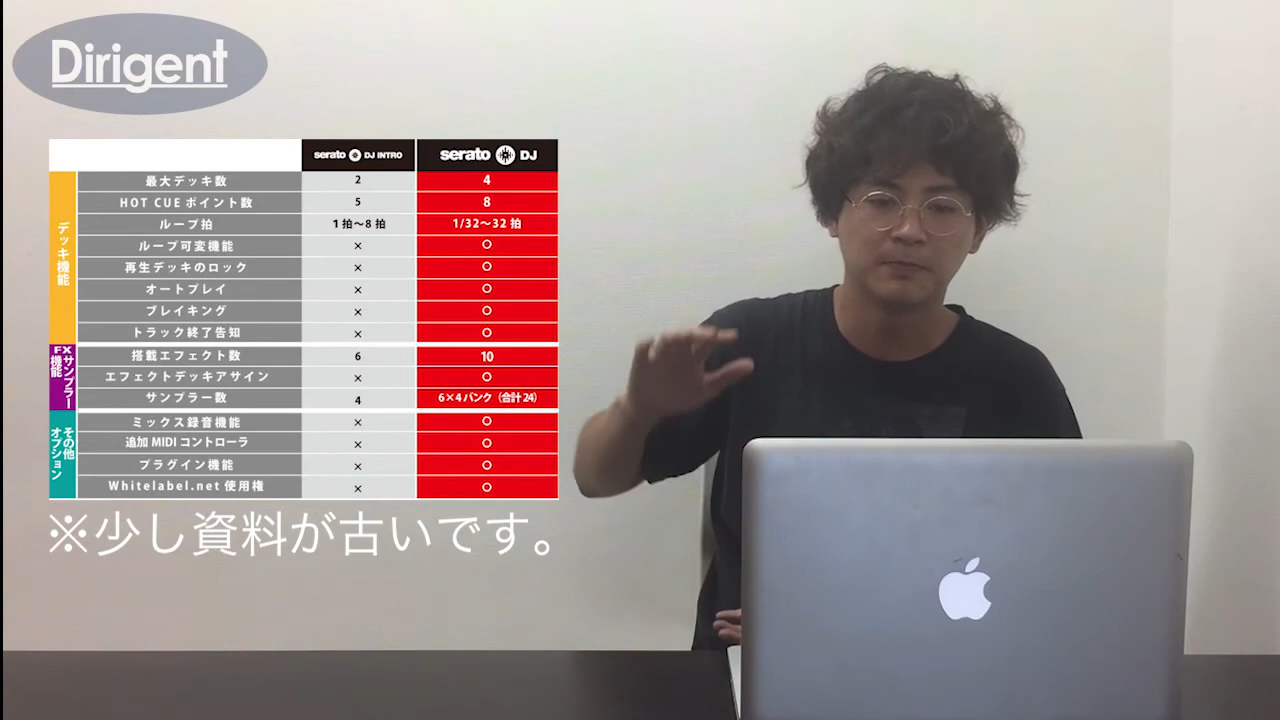 Dirigent
serato DJ INTRO serato DJ
デッキ機能
最大デッキ数 2 4
HOT CUE ポイント数 5 8
ループ拍 1拍〜8拍 1/32〜32拍
ループ可変機能 × ○
再生デッキのロック × ○
オートプレイ × ○
ブレイキング × ○
トラック終了告知 × ○
FX機能 サンプラー
搭載エフェクト数 6 10
エフェクトデッキアサイン × ○
サンプラー数 4 6×4バンク（合計24）
その他オプション
ミックス録音機能 × ○
追加MIDIコントローラ × ○
プラグイン機能 × ○
Whitelabel.net 使用権 × ○
※少し資料が古いです。